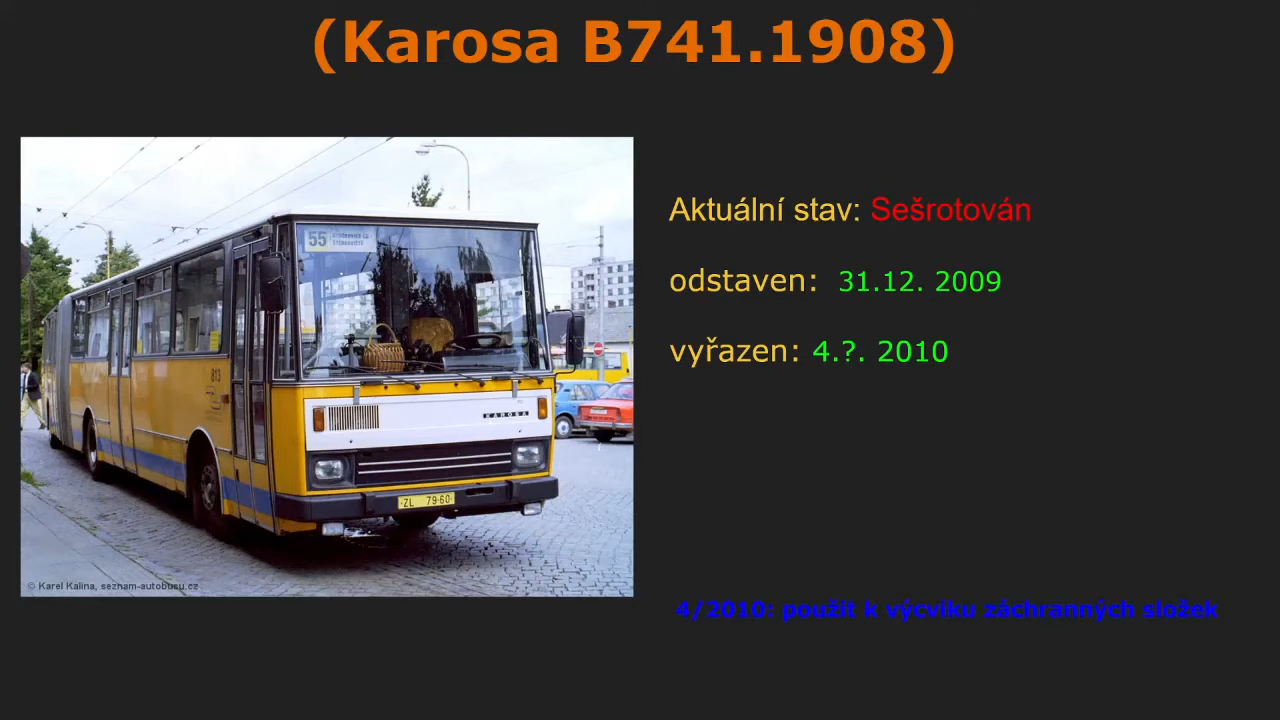 (Karosa B741.1908)
Aktuální stav: Sešrotován
odstaven: 31.12. 2009
vyřazen: 4.?. 2010
55
813
KAROSA
ZL 79-60
© Karel Kalina, seznam-autobusu.cz
4/2010: použit k výcviku záchranných složek